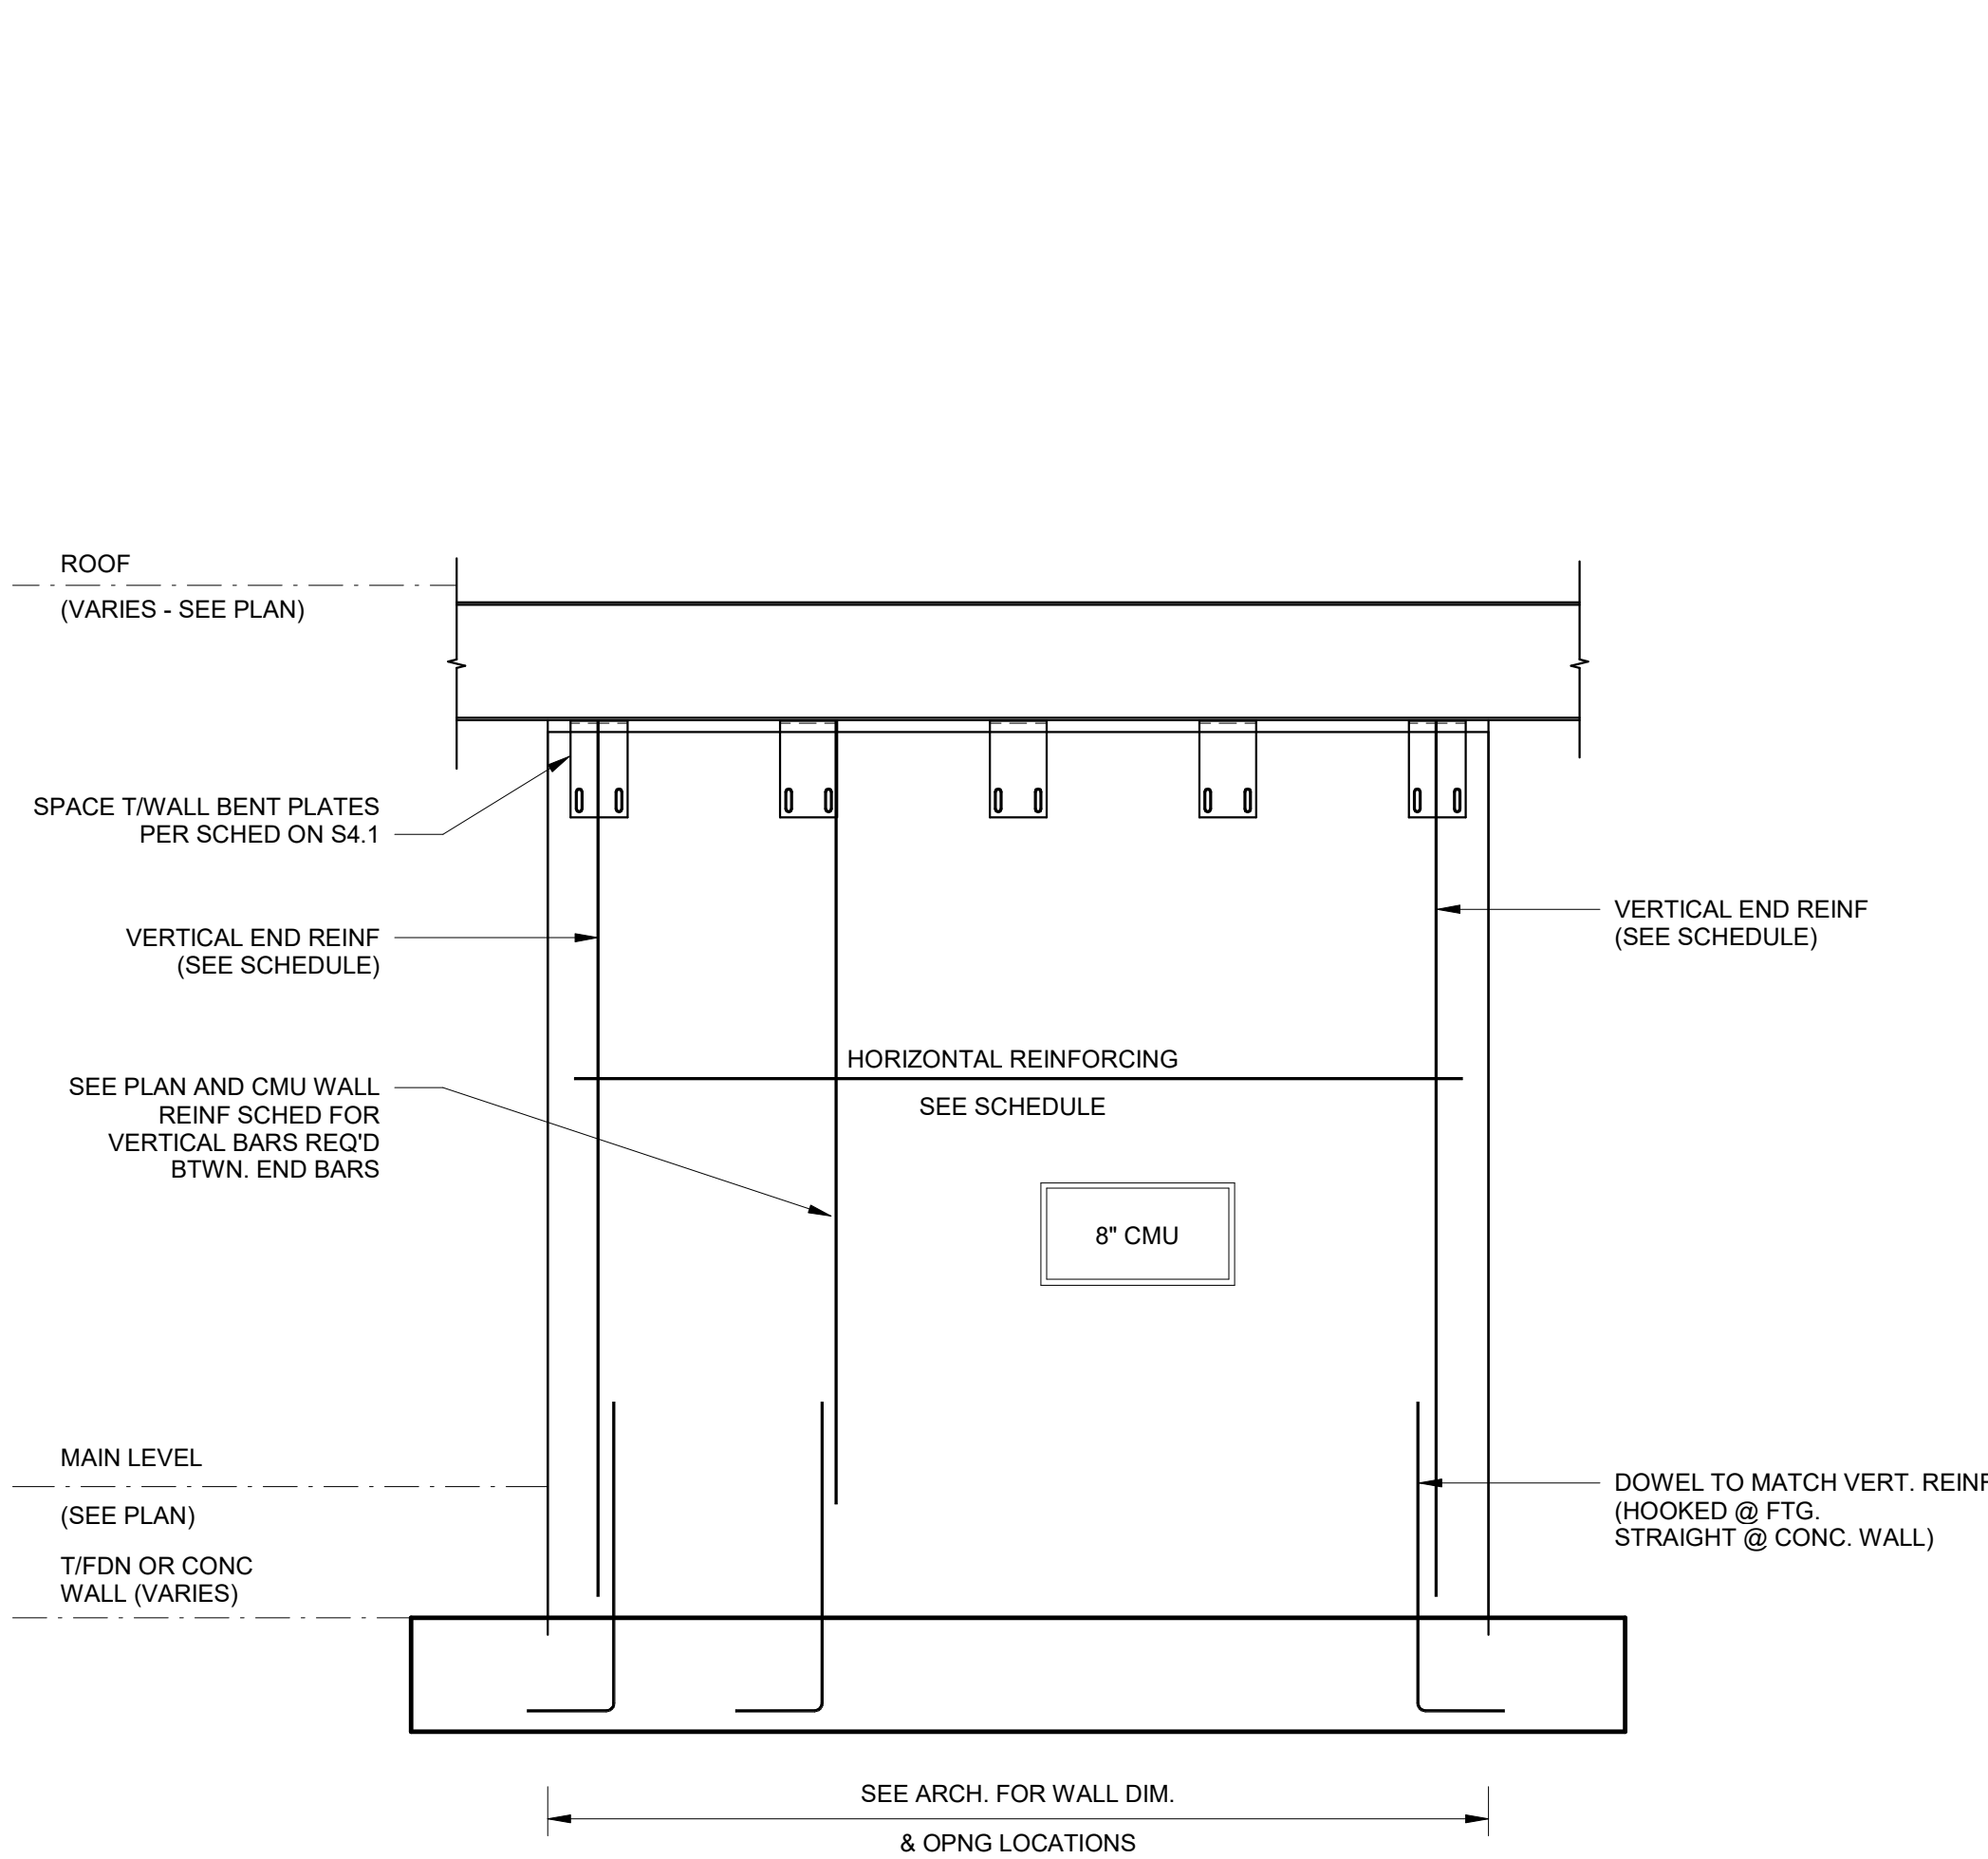 ROOF
(VARIES - SEE PLAN)
SPACE T/WALL BENT PLATES
PER SCHED ON S4.1
VERTICAL END REINF
(SEE SCHEDULE)
VERTICAL END REINF
(SEE SCHEDULE)
HORIZONTAL REINFORCING
SEE SCHEDULE
SEE PLAN AND CMU WALL
REINF SCHED FOR
VERTICAL BARS REQ'D
BTWN. END BARS
8" CMU
MAIN LEVEL
(SEE PLAN)
T/FDN OR CONC
WALL (VARIES)
DOWEL TO MATCH VERT. REINF
(HOOKED @ FTG.
STRAIGHT @ CONC. WALL)
SEE ARCH. FOR WALL DIM.
& OPNG LOCATIONS